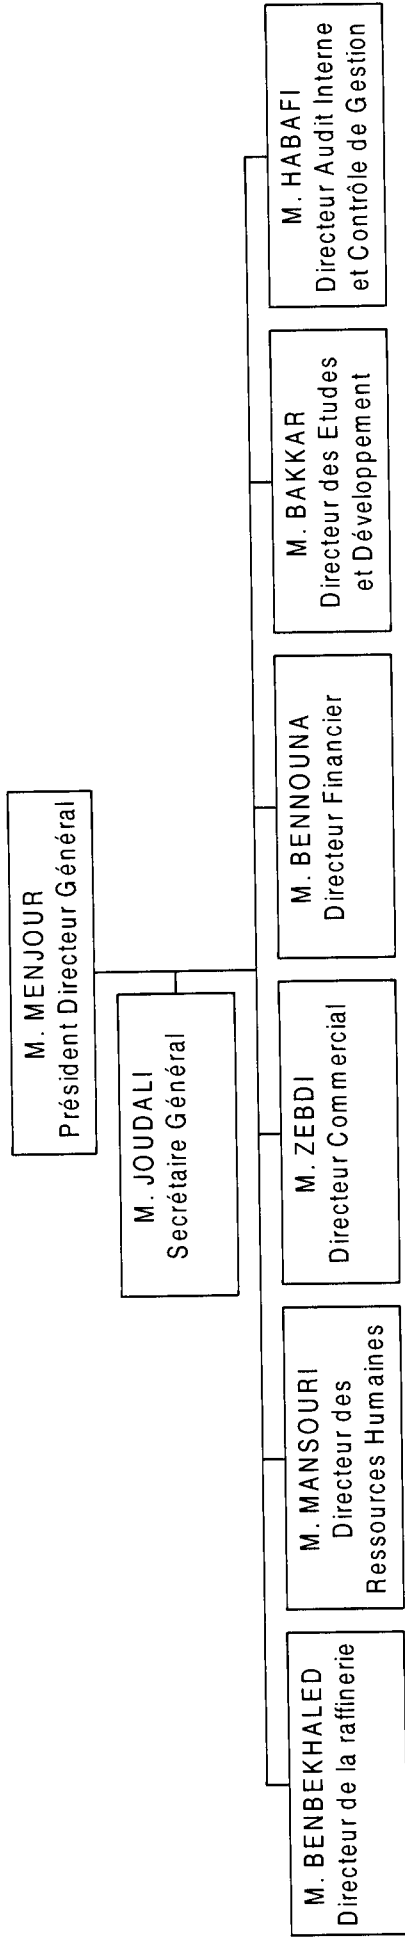 M. MENJOUR
Président Directeur Général
M. JOUDALI
Secrétaire Général
M. BENBEKHALED
Directeur de la raffinerie
M. MANSOURI
Directeur des
Ressources Humaines
M. ZEBDI
Directeur Commercial
M. BENNOUNA
Directeur Financier
M. BAKKAR
Directeur des Etudes
et Développement
M. HABAFI
Directeur Audit Interne
et Contrôle de Gestion